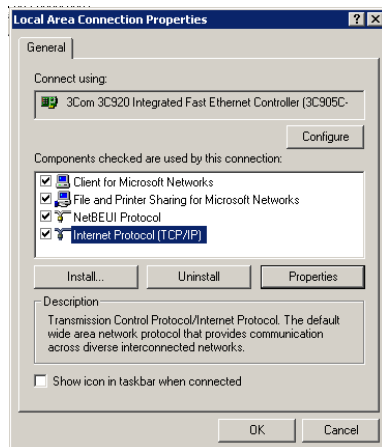 Local Area Connection Properties
General
Connect using:
3Com 3C920 Integrated Fast Ethernet Controller (3C905C-
Configure
Components checked are used by this connection:
Client for Microsoft Networks
File and Printer Sharing for Microsoft Networks
NetBEUI Protocol
Internet Protocol (TCP/IP)
Install... Uninstall Properties
Description
Transmission Control Protocol/Internet Protocol. The default
wide area network protocol that provides communication
across diverse interconnected networks.
Show icon in taskbar when connected
OK Cancel